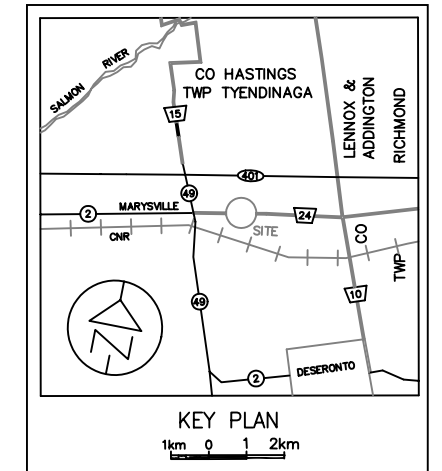 SALMON RIVER
CO HASTINGS
TWP TYENDINAGA
LENNOX &
ADDINGTON
RICHMOND
15
401
49
2
MARYSVILLE
24
SITE
CNR
CO
TWP
10
49
2
DESERONTO
KEY PLAN
1km 0 1 2km